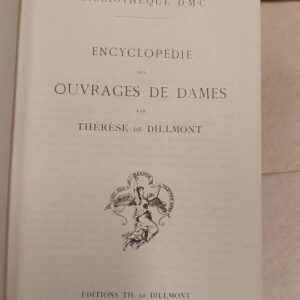 BIBLIOTHÈQUE D·M·C
ENCYCLOPÉDIE
DES
OUVRAGES DE DAMES
PAR
THÉRÈSE DE DILLMONT
ÉDITIONS TH. DE DILLMONT